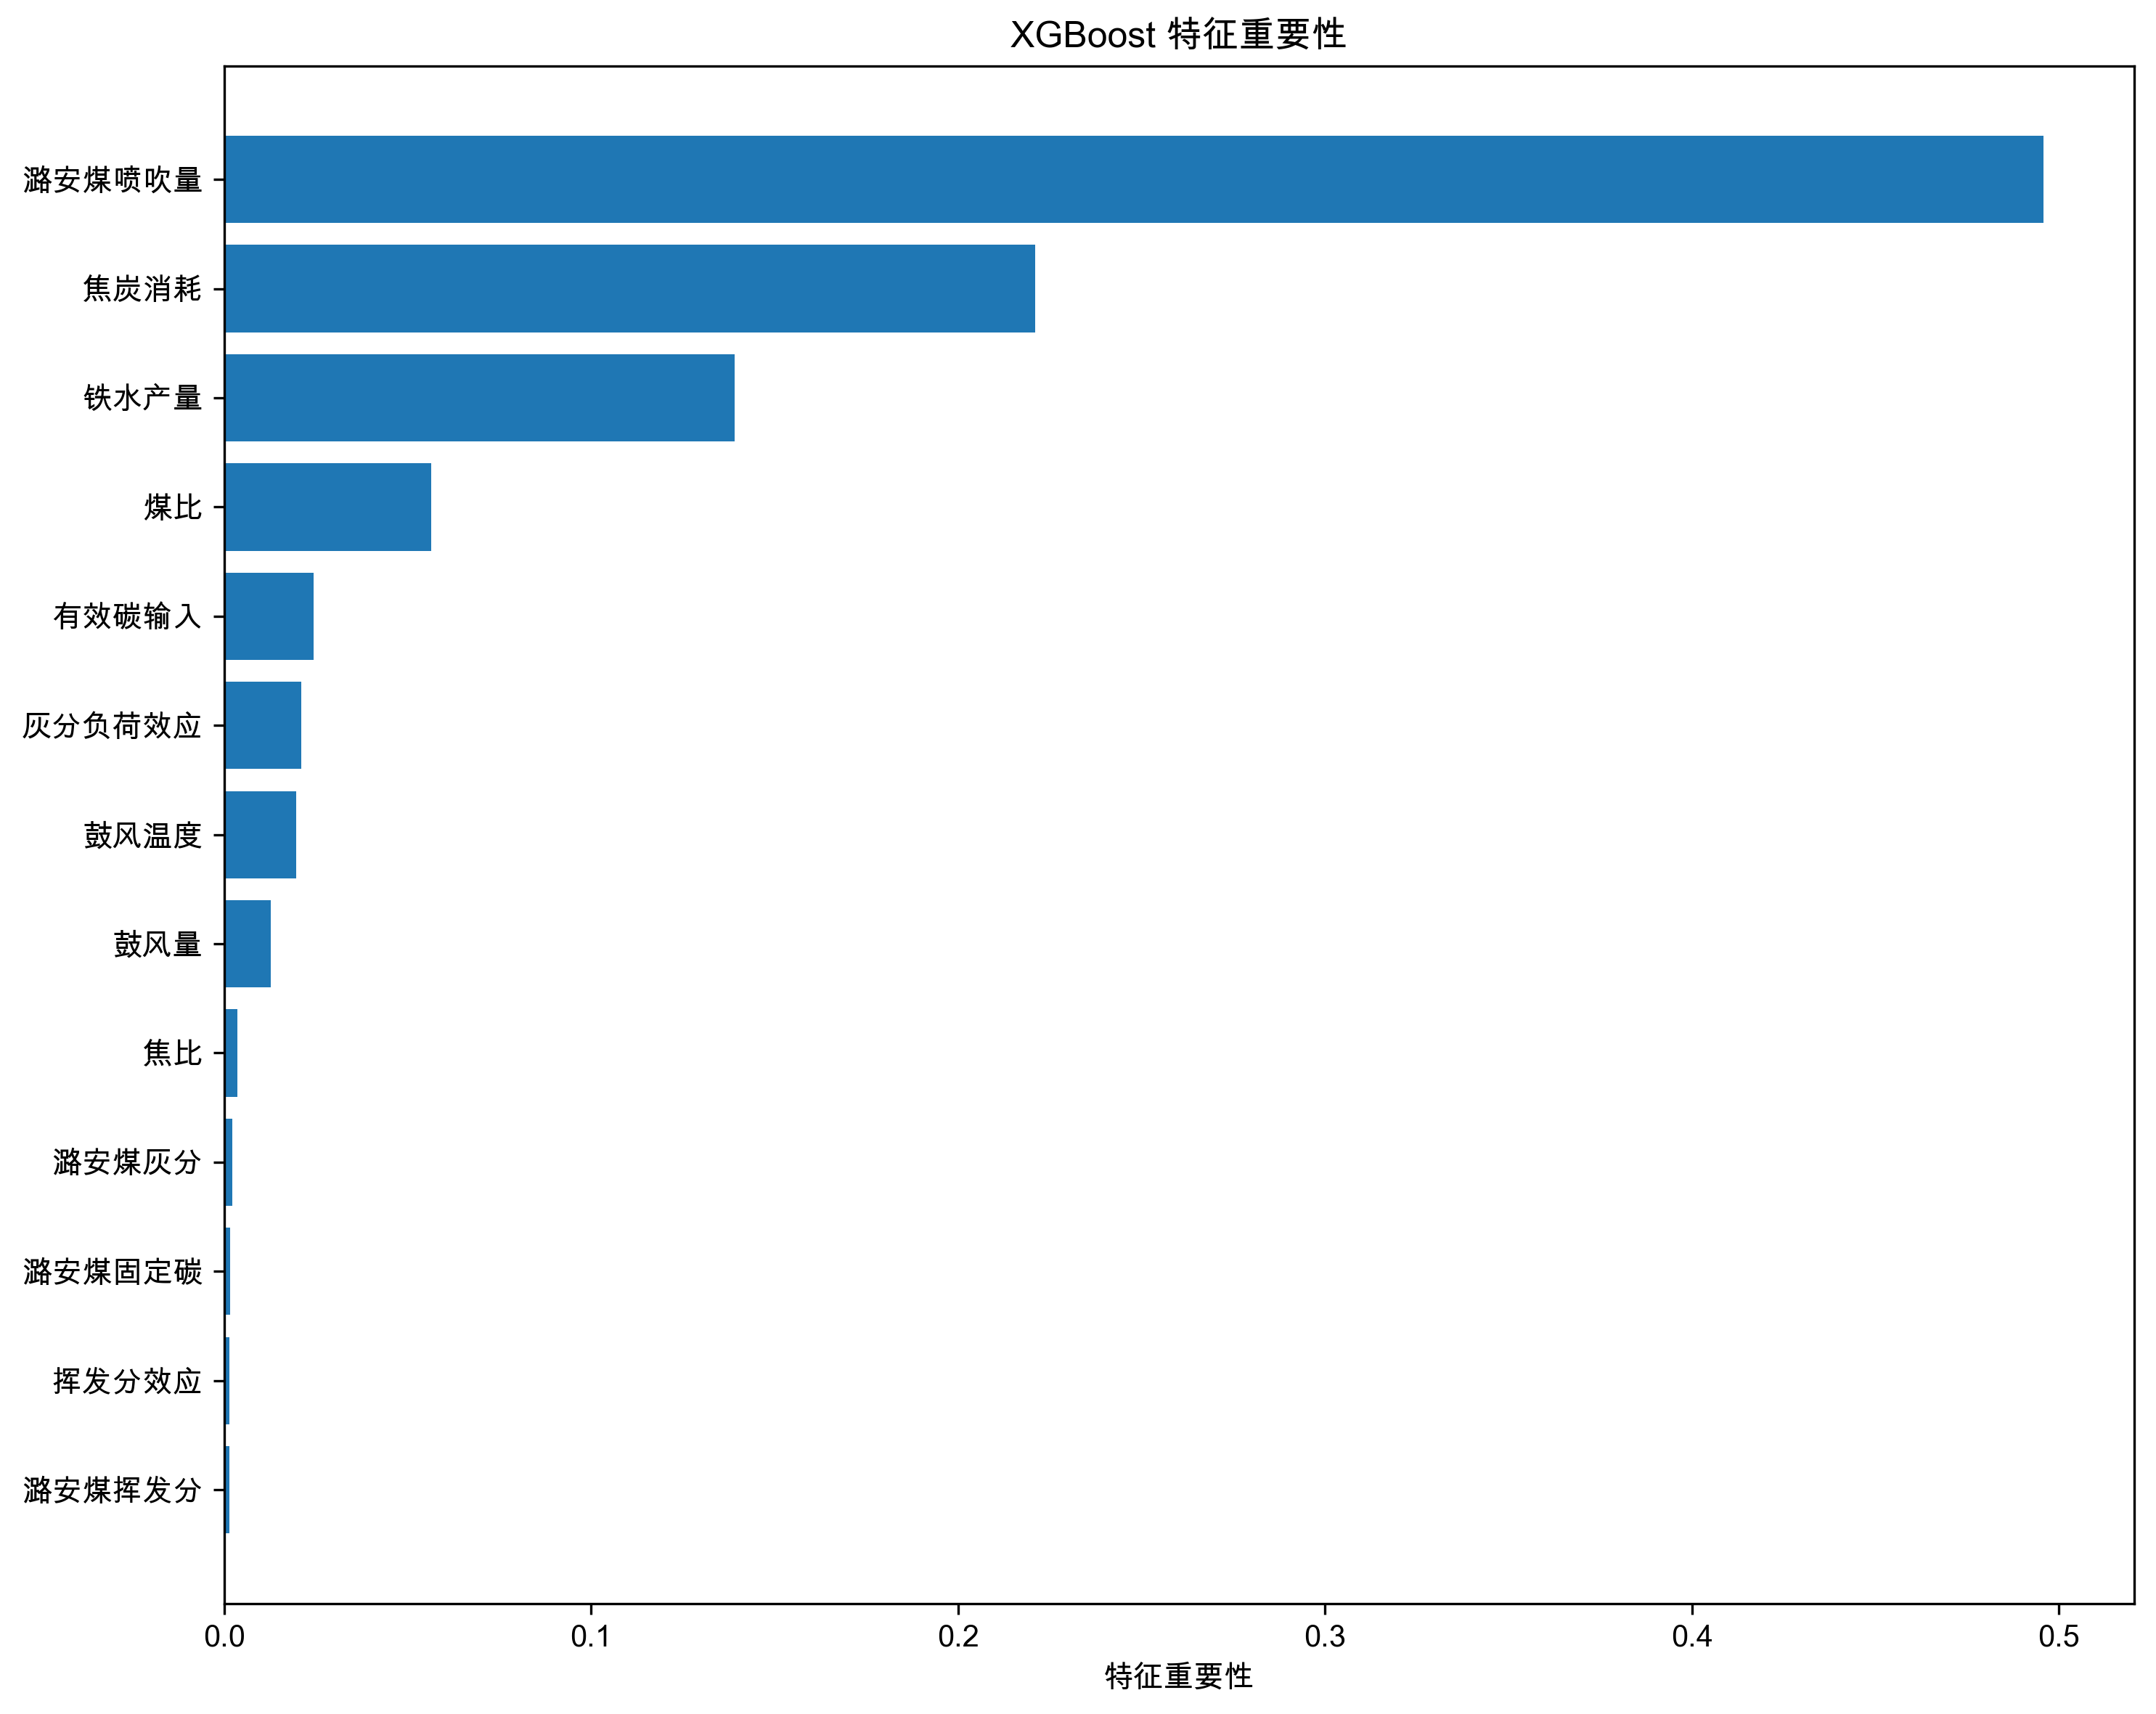 XGBoost 特征重要性
潞安煤喷吹量
焦炭消耗
铁水产量
煤比
有效碳输入
灰分负荷效应
鼓风温度
鼓风量
焦比
潞安煤灰分
潞安煤固定碳
挥发分效应
潞安煤挥发分
0.0 0.1 0.2 0.3 0.4 0.5
特征重要性